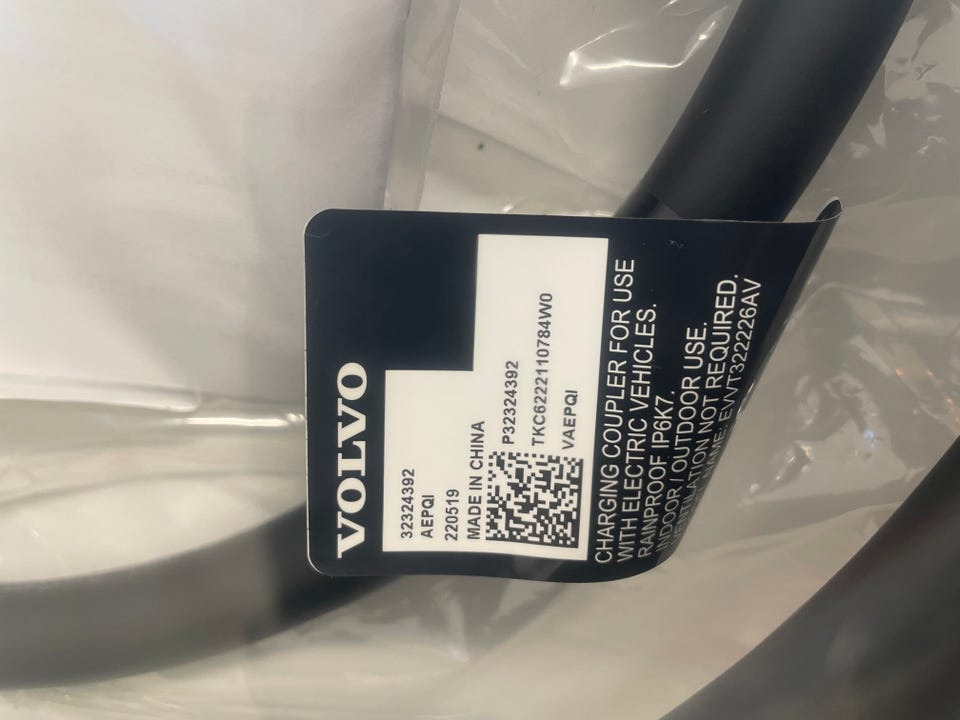 VOLVO
32324392
AEPQI
220519
MADE IN CHINA
P32324392
TKC6222110784W0
VAEPQI
CHARGING COUPLER FOR USE
WITH ELECTRIC VEHICLES.
RAINPROOF IP6K7.
INDOOR / OUTDOOR USE.
VENTILATION NOT REQUIRED.
NAME: EVVT322226AV